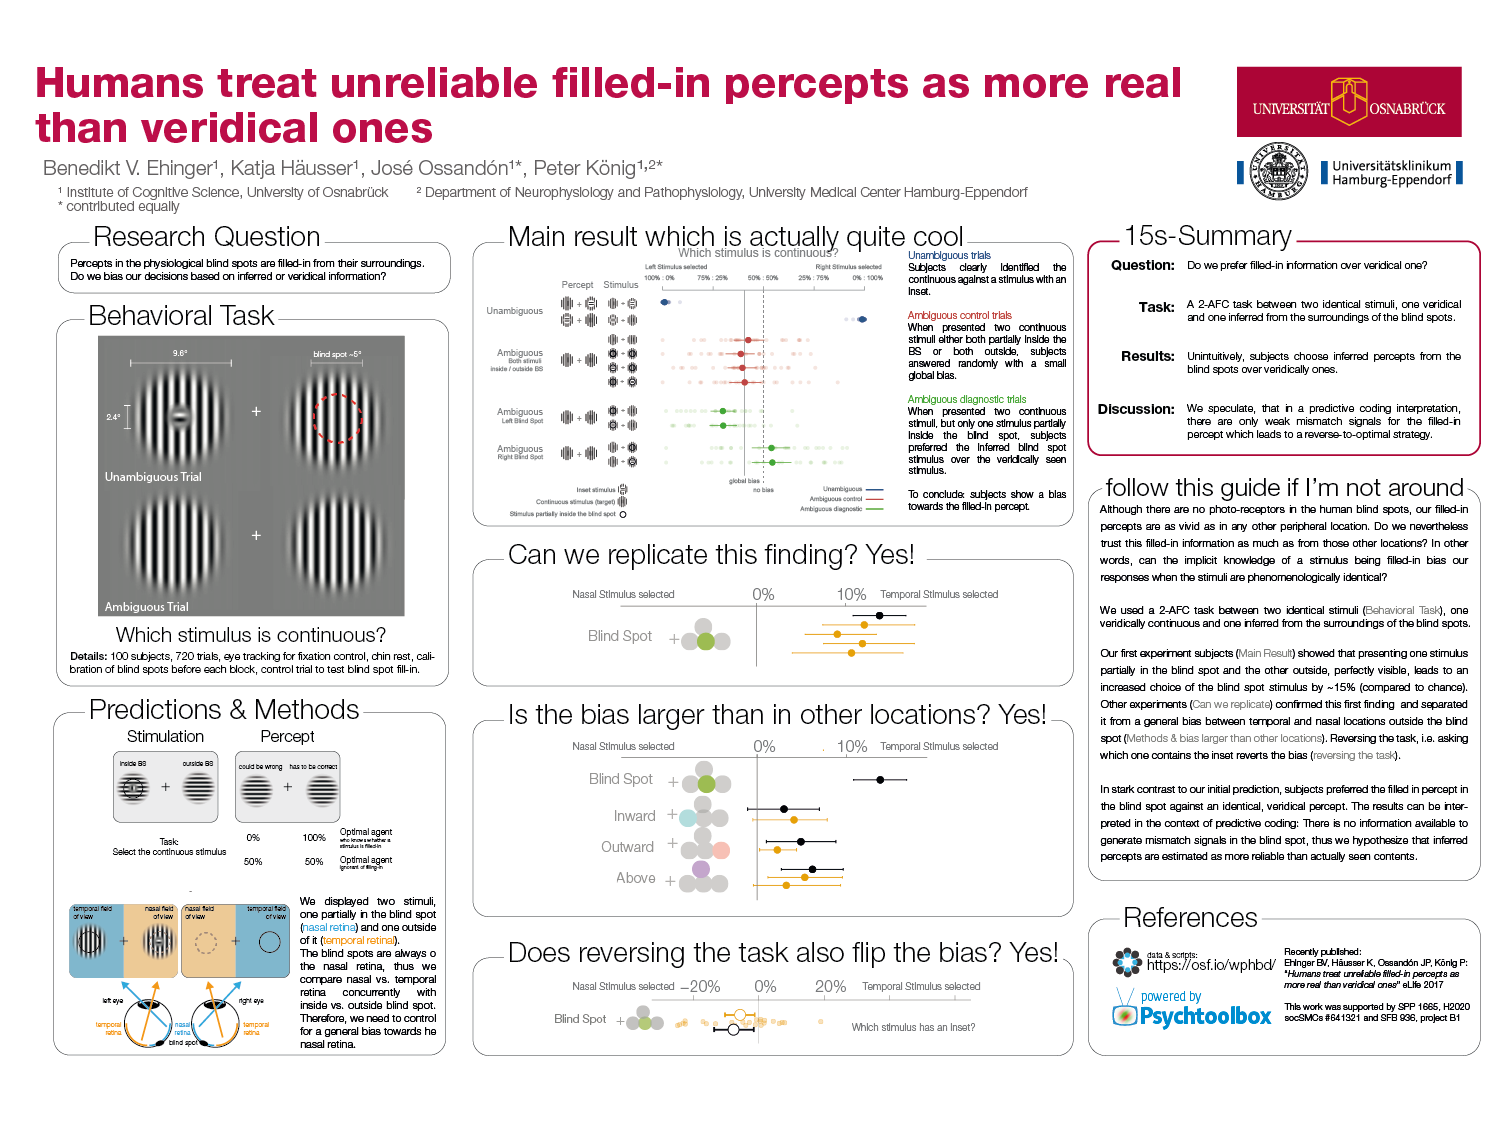 Humans treat unreliable filled-in percepts as more real
than veridical ones
Benedikt V. Ehinger¹, Katja Häusser¹, José Ossandón¹*, Peter König¹,²*
¹ Institute of Cognitive Science, University of Osnabrück ² Department of Neurophysiology and Pathophysiology, University Medical Center Hamburg-Eppendorf
* contributed equally
UNIVERSITÄT OSNABRÜCK
Universitätsklinikum
Hamburg-Eppendorf
Research Question
Percepts in the physiological blind spots are filled-in from their surroundings.
Do we bias our decisions based on inferred or veridical information?
Behavioral Task
9.6°
blind spot ~5°
2.4°
+
Unambiguous Trial
+
Ambiguous Trial
Which stimulus is continuous?
Details: 100 subjects, 720 trials, eye tracking for fixation control, chin rest, cali-
bration of blind spots before each block, control trial to test blind spot fill-in.
Predictions & Methods
Stimulation Percept
inside BS outside BS
could be wrong has to be correct
+ +
Task:
Select the continuous stimulus
0% 100% Optimal agent
who knows whether a
stimulus is filled-in
50% 50% Optimal agent
ignorant of filling-in
temporal field
of view
nasal field
of view
nasal field
of view
temporal field
of view
+ +
left eye right eye
temporal
retina
nasal
retina
temporal
retina
blind spot
We displayed two stimuli,
one partially in the blind spot
(nasal retina) and one outside
of it (temporal retinal).
The blind spots are always o
the nasal retina, thus we
compare nasal vs. temporal
retina concurrently with
inside vs. outside blind spot.
Therefore, we need to control
for a general bias towards he
nasal retina.
Main result which is actually quite cool
Which stimulus is continuous?
Left Stimulus selected Right Stimulus selected
100% : 0% 75% : 25% 50% : 50% 25% : 75% 0% : 100%
Percept Stimulus
Unambiguous
Ambiguous
Both stimuli
inside / outside BS
Ambiguous
Left Blind Spot
Ambiguous
Right Blind Spot
global bias
no bias
Inset stimulus
Continuous stimulus (target)
Stimulus partially inside the blind spot
Unambiguous
Ambiguous control
Ambiguous diagnostic
Unambiguous trials
Subjects clearly identified the
continuous against a stimulus with an
inset.
Ambiguous control trials
When presented two continuous
stimuli either both partially inside the
BS or both outside, subjects
answered randomly with a small
global bias.
Ambiguous diagnostic trials
When presented two continuous
stimuli, but only one stimulus partially
inside the blind spot, subjects
preferred the inferred blind spot
stimulus over the veridically seen
stimulus.
To conclude: subjects show a bias
towards the filled-in percept.
Can we replicate this finding? Yes!
Nasal Stimulus selected 0% 10% Temporal Stimulus selected
Blind Spot +
Is the bias larger than in other locations? Yes!
Nasal Stimulus selected 0% 10% Temporal Stimulus selected
Blind Spot +
Inward +
Outward +
Above +
Does reversing the task also flip the bias? Yes!
Nasal Stimulus selected −20% 0% 20% Temporal Stimulus selected
Blind Spot +
Which stimulus has an inset?
15s-Summary
Question: Do we prefer filled-in information over veridical one?
Task: A 2-AFC task between two identical stimuli, one veridical
and one inferred from the surroundings of the blind spots.
Results: Unintuitively, subjects choose inferred percepts from the
blind spots over veridically ones.
Discussion: We speculate, that in a predictive coding interpretation,
there are only weak mismatch signals for the filled-in
percept which leads to a reverse-to-optimal strategy.
follow this guide if I'm not around
Although there are no photo-receptors in the human blind spots, our filled-in
percepts are as vivid as in any other peripheral location. Do we nevertheless
trust this filled-in information as much as from those other locations? In other
words, can the implicit knowledge of a stimulus being filled-in bias our
responses when the stimuli are phenomenologically identical?
We used a 2-AFC task between two identical stimuli (Behavioral Task), one
veridically continuous and one inferred from the surroundings of the blind spots.
Our first experiment subjects (Main Result) showed that presenting one stimulus
partially in the blind spot and the other outside, perfectly visible, leads to an
increased choice of the blind spot stimulus by ~15% (compared to chance).
Other experiments (Can we replicate) confirmed this first finding and separated
it from a general bias between temporal and nasal locations outside the blind
spot (Methods & bias larger than other locations). Reversing the task, i.e. asking
which one contains the inset reverts the bias (reversing the task).
In stark contrast to our initial prediction, subjects preferred the filled in percept in
the blind spot against an identical, veridical percept. The results can be inter-
preted in the context of predictive coding: There is no information available to
generate mismatch signals in the blind spot, thus we hypothesize that inferred
percepts are estimated as more reliable than actually seen contents.
References
data & scripts:
https://osf.io/wphbd/
powered by
Psychtoolbox
Recently published:
Ehinger BV, Häusser K, Ossandón JP, König P:
"Humans treat unreliable filled-in percepts as
more real than veridical ones" eLife 2017
This work was supported by SPP 1665, H2020
socSMCs #641321 and SFB 936, project B1